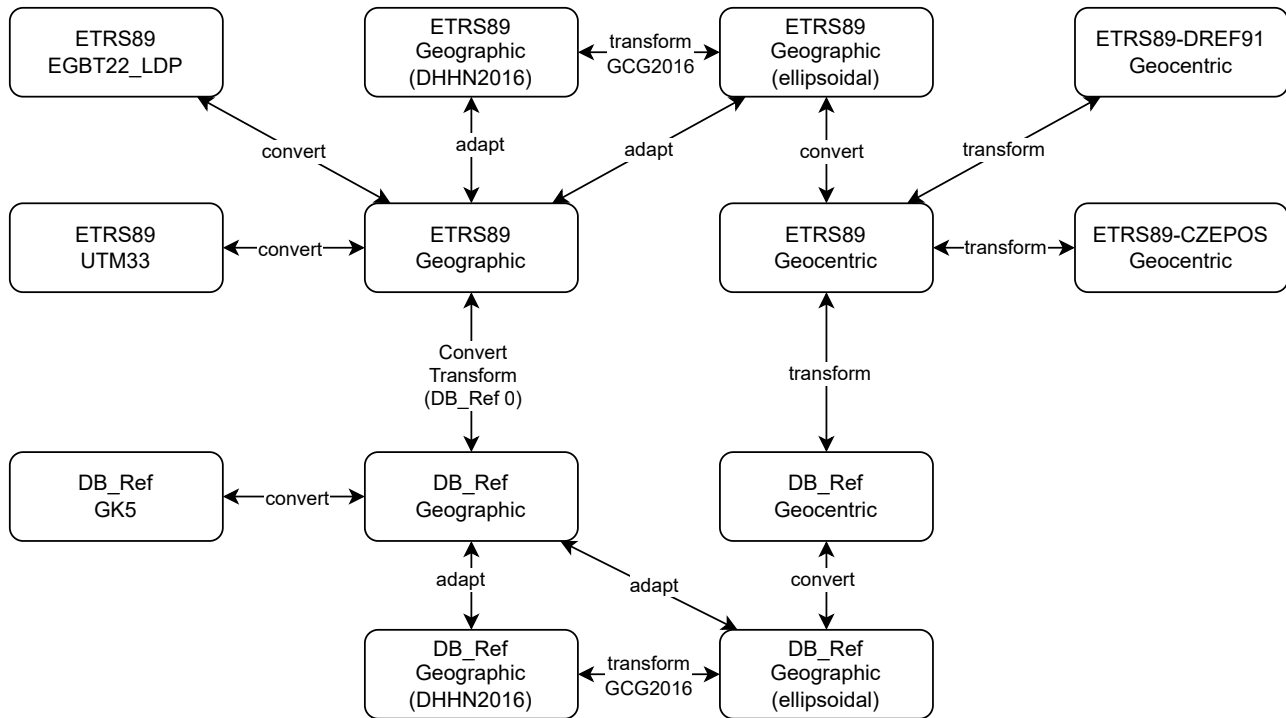 ETRS89
EGBT22_LDP
ETRS89
Geographic
(DHHN2016)
transform
GCG2016
ETRS89
Geographic
(ellipsoidal)
ETRS89-DREF91
Geocentric
convert
adapt
adapt
convert
transform
ETRS89
UTM33
convert
ETRS89
Geographic
ETRS89
Geocentric
transform
ETRS89-CZEPOS
Geocentric
Convert
Transform
(DB_Ref 0)
transform
DB_Ref
GK5
convert
DB_Ref
Geographic
DB_Ref
Geocentric
adapt
adapt
convert
DB_Ref
Geographic
(DHHN2016)
transform
GCG2016
DB_Ref
Geographic
(ellipsoidal)